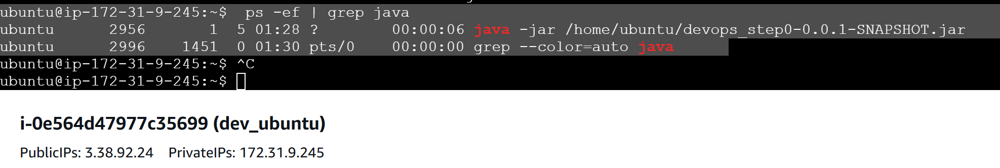 ubuntu@ip-172-31-9-245:~$  ps -ef | grep java
ubuntu      2956       1  5 01:28 ?        00:00:06 java -jar /home/ubuntu/devops_step0-0.0.1-SNAPSHOT.jar
ubuntu      2996    1451  0 01:30 pts/0    00:00:00 grep --color=auto java
ubuntu@ip-172-31-9-245:~$ ^C
ubuntu@ip-172-31-9-245:~$
i-0e564d47977c35699 (dev_ubuntu)
PublicIPs: 3.38.92.24    PrivateIPs: 172.31.9.245